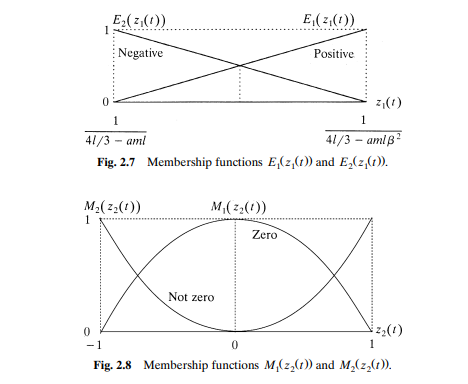 E₂(z₁(t)) E₁(z₁(t))
1
Negative Positive
0 z₁(t)
1 1
4l/3 − aml 4l/3 − amlβ²
Fig. 2.7 Membership functions E₁(z₁(t)) and E₂(z₁(t)).
M₂(z₂(t)) M₁(z₂(t))
1
Zero
Not zero
0 z₂(t)
−1 0 1
Fig. 2.8 Membership functions M₁(z₂(t)) and M₂(z₂(t)).